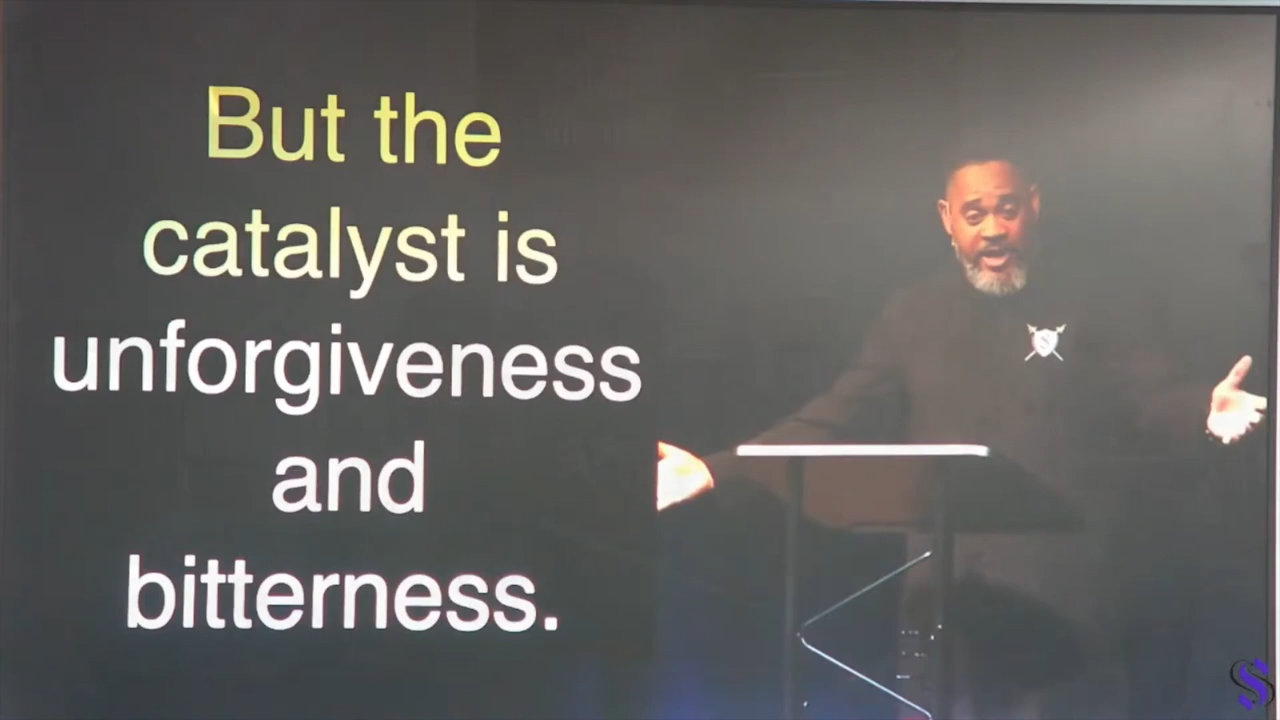 But the
catalyst is
unforgiveness
and
bitterness.
S
S